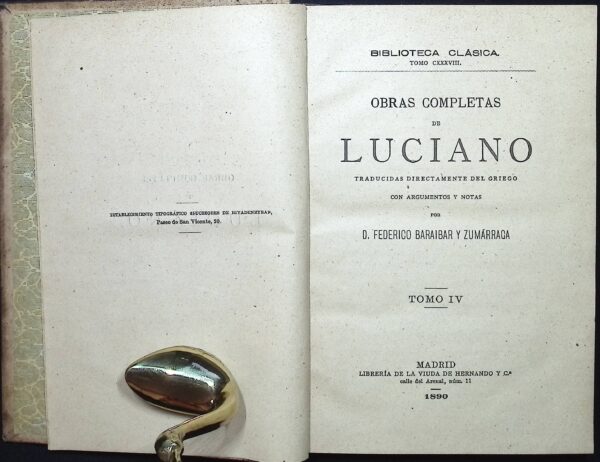 ESTABLECIMIENTO TIPOGRÁFICO SUCESORES DE RIVADENEYRA,
Paseo de San Vicente, 20.
BIBLIOTECA CLÁSICA.
TOMO CXXXVIII.
OBRAS COMPLETAS
DE
LUCIANO
TRADUCIDAS DIRECTAMENTE DEL GRIEGO
CON ARGUMENTOS Y NOTAS
POR
D. FEDERICO BARAIBAR Y ZUMÁRRAGA
TOMO IV
MADRID
LIBRERÍA DE LA VIUDA DE HERNANDO Y C.ª
calle del Arenal, núm. 11
1890